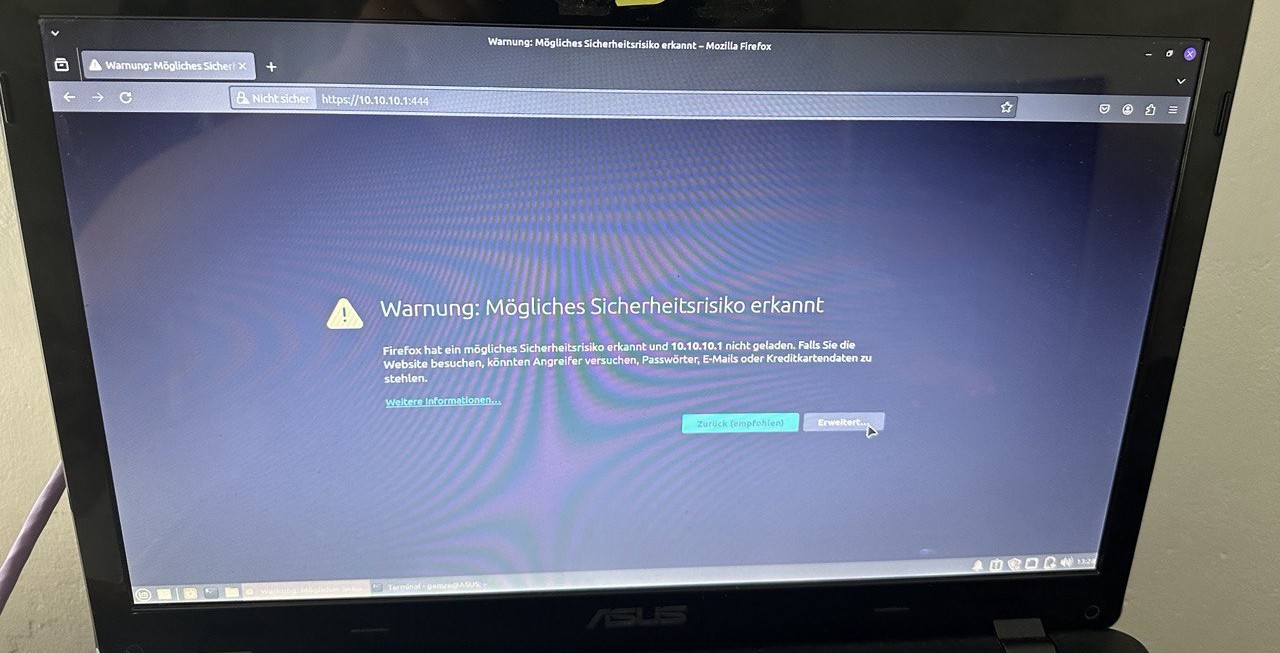 Warnung: Mögliches Sicherheitsrisiko erkannt – Mozilla Firefox
Warnung: Mögliches Sicher
Nicht sicher https://10.10.10.1:444
Warnung: Mögliches Sicherheitsrisiko erkannt
Firefox hat ein mögliches Sicherheitsrisiko erkannt und 10.10.10.1 nicht geladen. Falls Sie die
Website besuchen, könnten Angreifer versuchen, Passwörter, E-Mails oder Kreditkartendaten zu
stehlen.
Weitere Informationen…
Zurück (empfohlen) Erweitert…
Terminal -
ASUS